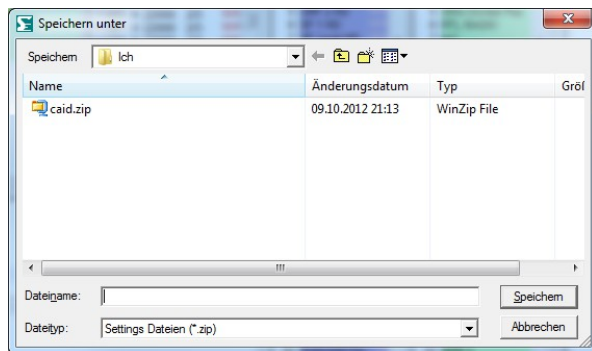 Speichern unter
Speichern Ich
Name Änderungsdatum Typ Größ
caid.zip 09.10.2012 21:13 WinZip File
Dateiname: Speichern
Dateityp: Settings Dateien (*.zip) Abbrechen